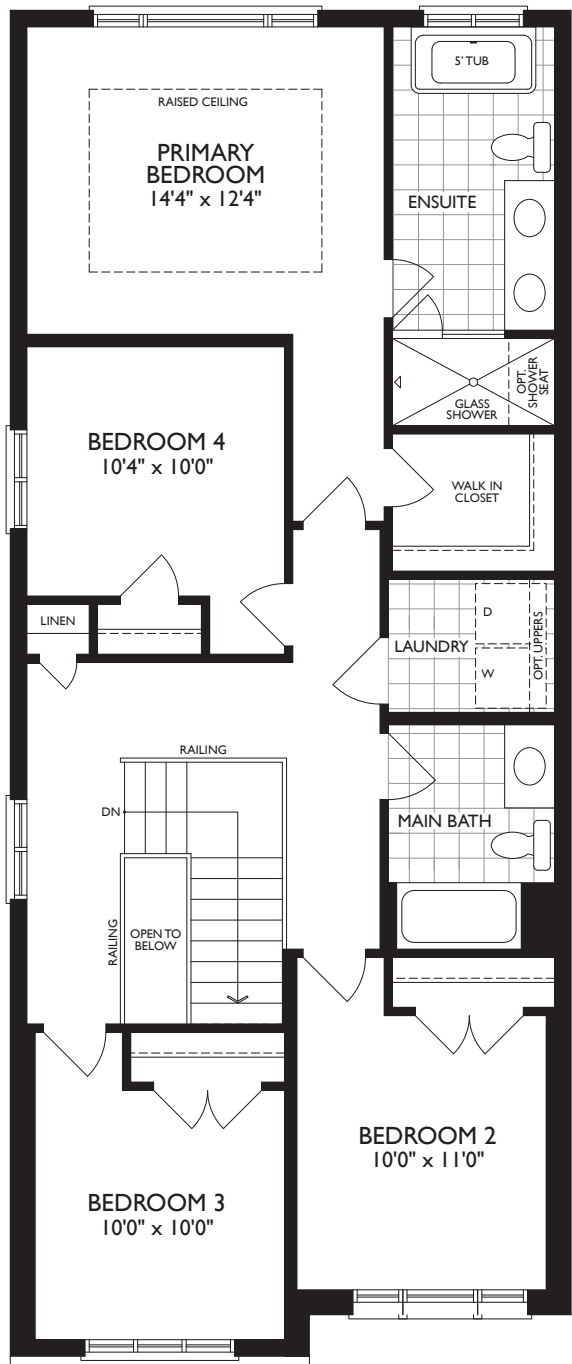 5' TUB
RAISED CEILING
PRIMARY
BEDROOM
14'4" x 12'4"
ENSUITE
OPT.
SHOWER
SEAT
GLASS
SHOWER
BEDROOM 4
10'4" x 10'0"
WALK IN
CLOSET
LINEN
D
LAUNDRY
OPT. UPPERS
W
RAILING
DN
MAIN BATH
RAILING
OPEN TO
BELOW
BEDROOM 2
10'0" x 11'0"
BEDROOM 3
10'0" x 10'0"